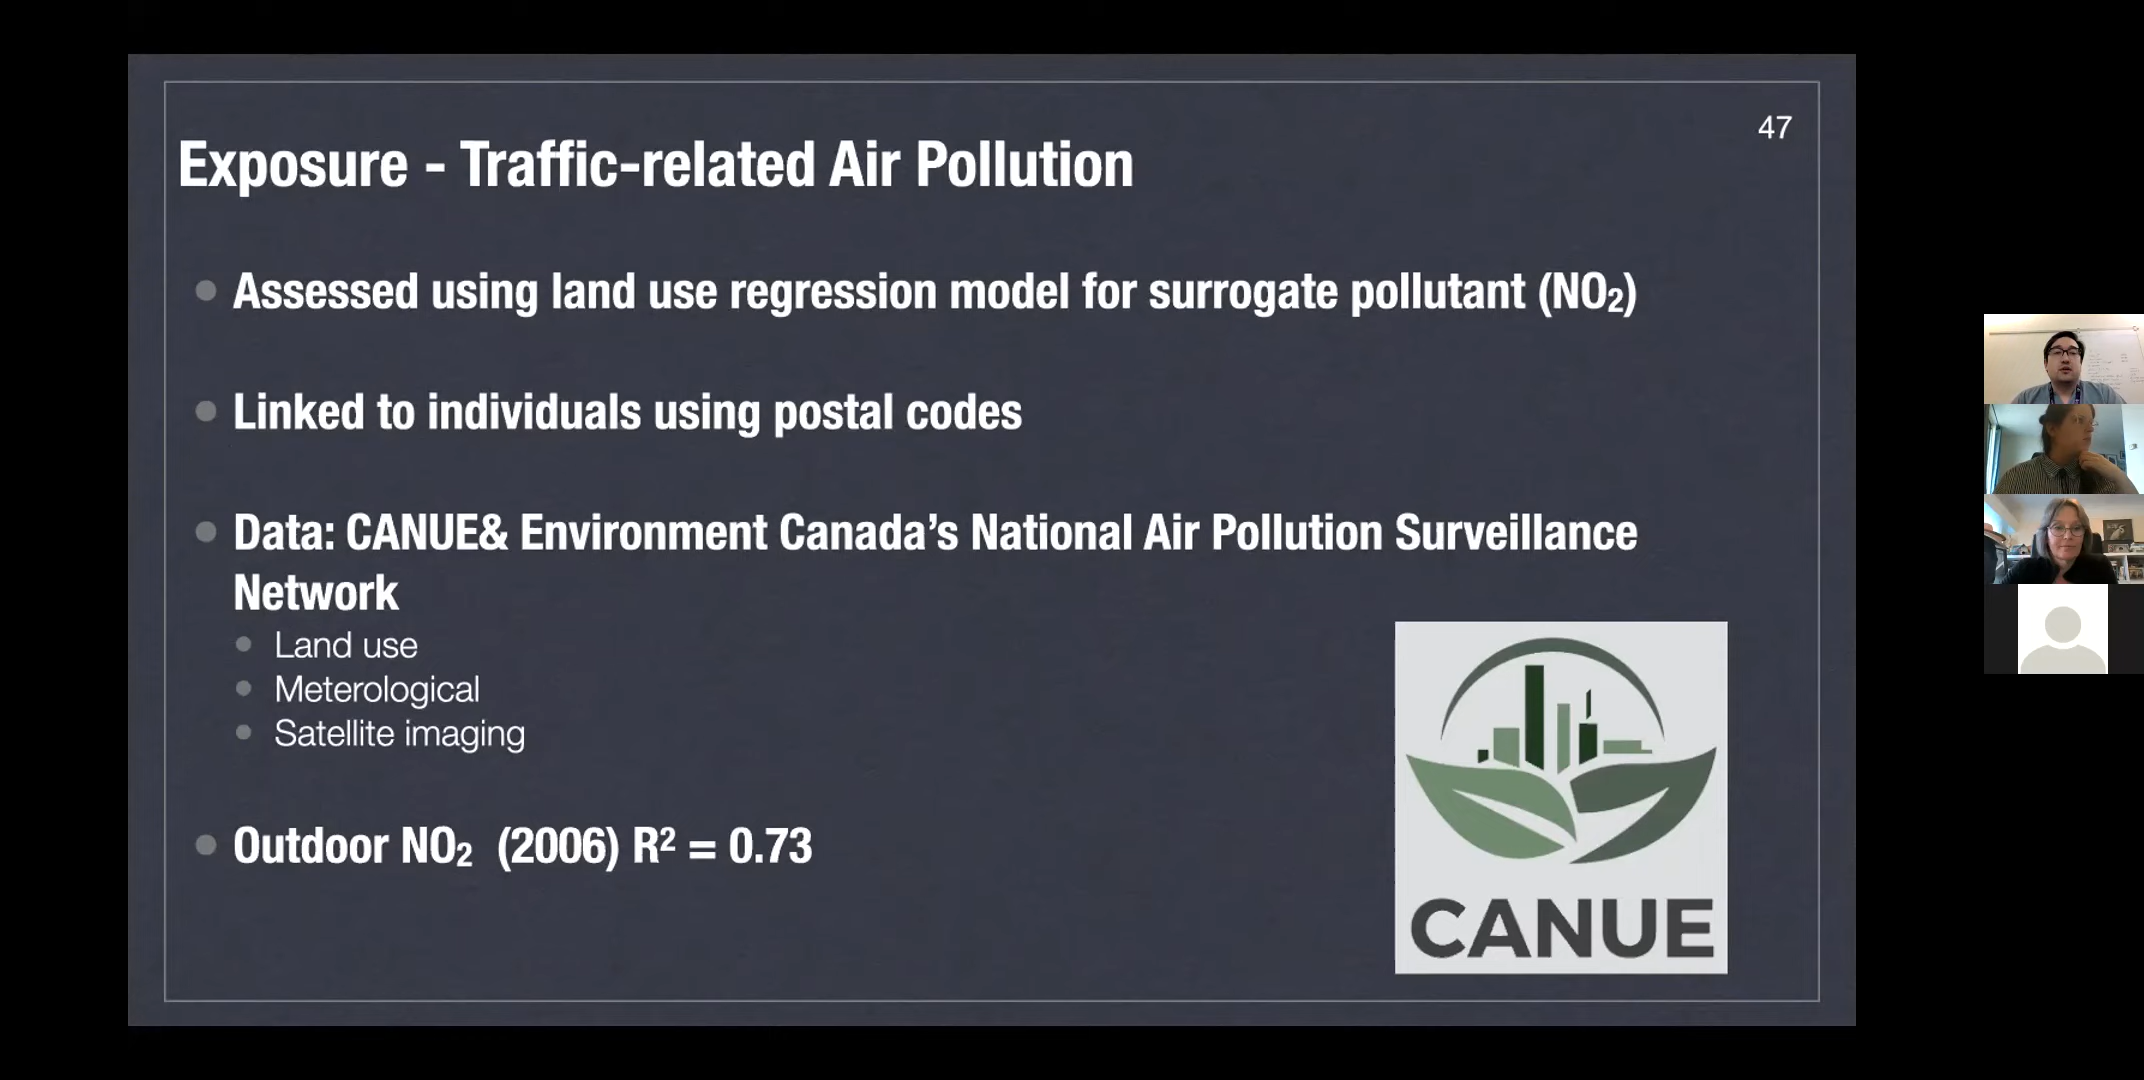 47
Exposure - Traffic-related Air Pollution
Assessed using land use regression model for surrogate pollutant (NO₂)
Linked to individuals using postal codes
Data: CANUE& Environment Canada’s National Air Pollution Surveillance
Network
Land use
Meterological
Satellite imaging
Outdoor NO₂ (2006) R² = 0.73
CANUE